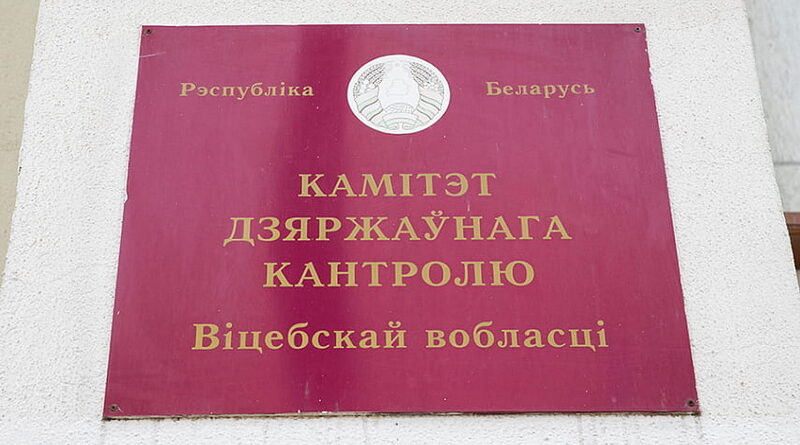 Рэспубліка Беларусь
КАМІТЭТ
ДЗЯРЖАЎНАГА
КАНТРОЛЮ
Віцебскай вобласці